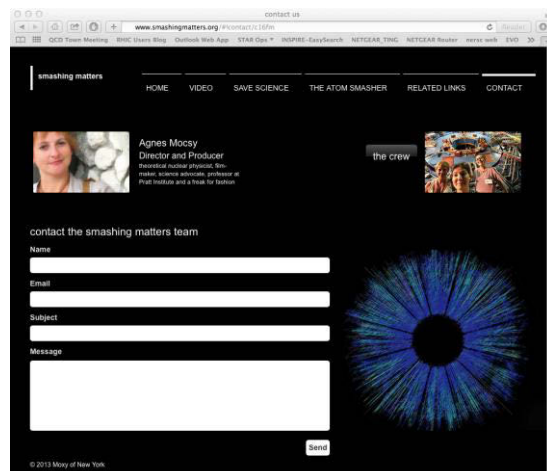 contact us
www.smashingmatters.org/#!contact/c16fm
Reader
QCD Town Meeting RHIC Users Blog Outlook Web App STAR Ops INSPIRE-EasySearch NETGEAR_TING NETGEAR Router nersc web EVO
smashing matters
HOME VIDEO SAVE SCIENCE THE ATOM SMASHER RELATED LINKS CONTACT
Agnes Mocsy
Director and Producer
theoretical nuclear physicist, film-
maker, science advocate, professor at
Pratt Institute and a freak for fashion
the crew
contact the smashing matters team
Name
Email
Subject
Message
Send
© 2013 Moxy of New York